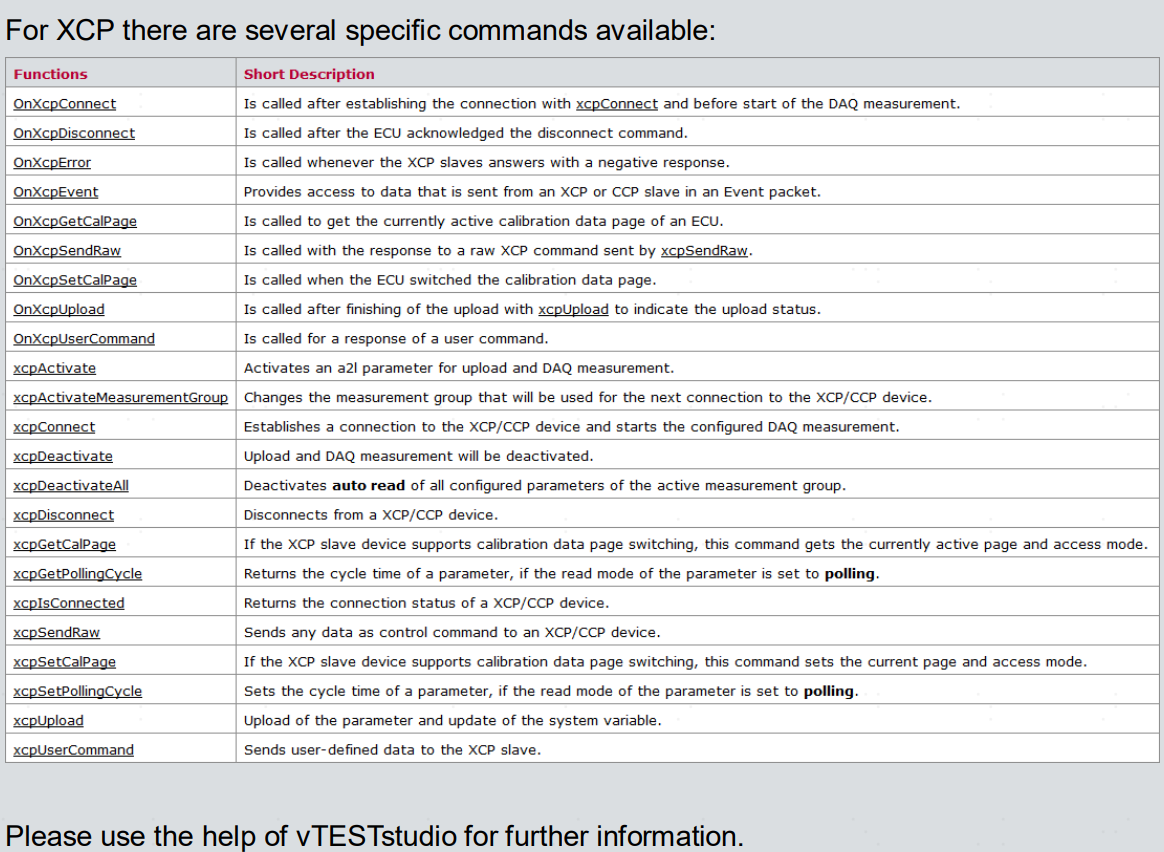 For XCP there are several specific commands available:
Functions Short Description
OnXcpConnect Is called after establishing the connection with xcpConnect and before start of the DAQ measurement.
OnXcpDisconnect Is called after the ECU acknowledged the disconnect command.
OnXcpError Is called whenever the XCP slaves answers with a negative response.
OnXcpEvent Provides access to data that is sent from an XCP or CCP slave in an Event packet.
OnXcpGetCalPage Is called to get the currently active calibration data page of an ECU.
OnXcpSendRaw Is called with the response to a raw XCP command sent by xcpSendRaw.
OnXcpSetCalPage Is called when the ECU switched the calibration data page.
OnXcpUpload Is called after finishing of the upload with xcpUpload to indicate the upload status.
OnXcpUserCommand Is called for a response of a user command.
xcpActivate Activates an a2l parameter for upload and DAQ measurement.
xcpActivateMeasurementGroup Changes the measurement group that will be used for the next connection to the XCP/CCP device.
xcpConnect Establishes a connection to the XCP/CCP device and starts the configured DAQ measurement.
xcpDeactivate Upload and DAQ measurement will be deactivated.
xcpDeactivateAll Deactivates auto read of all configured parameters of the active measurement group.
xcpDisconnect Disconnects from a XCP/CCP device.
xcpGetCalPage If the XCP slave device supports calibration data page switching, this command gets the currently active page and access mode.
xcpGetPollingCycle Returns the cycle time of a parameter, if the read mode of the parameter is set to polling.
xcpIsConnected Returns the connection status of a XCP/CCP device.
xcpSendRaw Sends any data as control command to an XCP/CCP device.
xcpSetCalPage If the XCP slave device supports calibration data page switching, this command sets the current page and access mode.
xcpSetPollingCycle Sets the cycle time of a parameter, if the read mode of the parameter is set to polling.
xcpUpload Upload of the parameter and update of the system variable.
xcpUserCommand Sends user-defined data to the XCP slave.
Please use the help of vTESTstudio for further information.